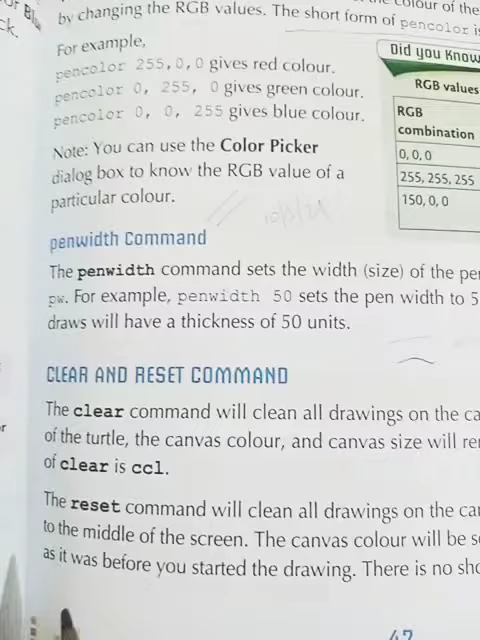 colour of the
by changing the RGB values. The short form of pencolor is
For example,
pencolor 255,0,0 gives red colour.
pencolor 0, 255, 0 gives green colour.
pencolor 0, 0, 255 gives blue colour.
Note: You can use the Color Picker
dialog box to know the RGB value of a
particular colour.
Did you Know
RGB values
RGB
combination
0,0,0
255, 255, 255
150, 0, 0
penwidth Command
The penwidth command sets the width (size) of the
pw. For example, penwidth 50 sets the pen width to 5
draws will have a thickness of 50 units.
CLEAR AND RESET COMMAND
The clear command will clean all drawings on the
of the turtle, the canvas colour, and canvas size will
of clear is ccl.
The reset command will clean all drawings on the
to the middle of the screen. The canvas colour will be
as it was before you started the drawing. There is no
47